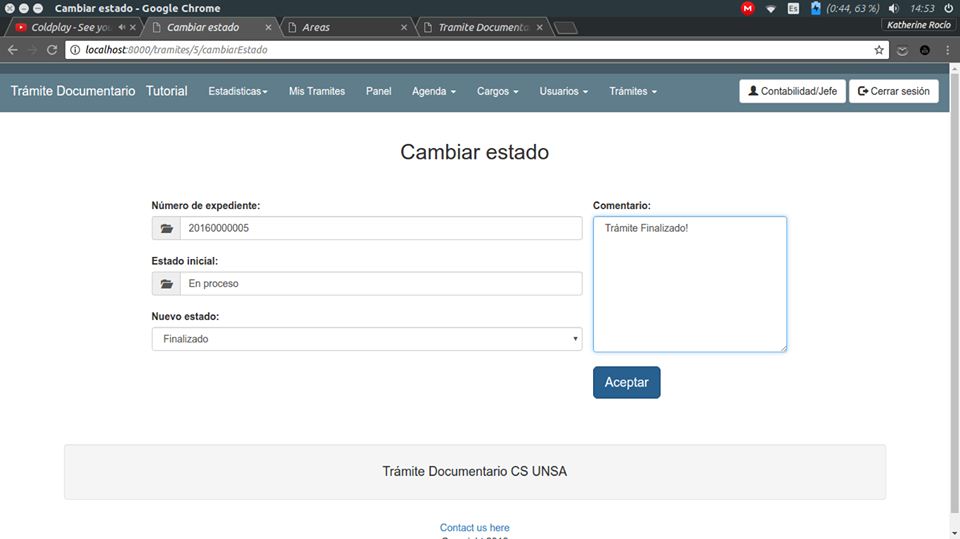 Cambiar estado - Google Chrome
M
Es
(0:44, 63 %)
14:53
Coldplay - See you
Cambiar estado
Areas
Tramite Documenta
Katherine Rocío
localhost:8000/tramites/5/cambiarEstado
Trámite Documentario Tutorial Estadisticas Mis Tramites Panel Agenda Cargos Usuarios Trámites Contabilidad/Jefe Cerrar sesión
Cambiar estado
Número de expediente:
20160000005
Estado inicial:
En proceso
Nuevo estado:
Finalizado
Comentario:
Trámite Finalizado!
Aceptar
Trámite Documentario CS UNSA
Contact us here